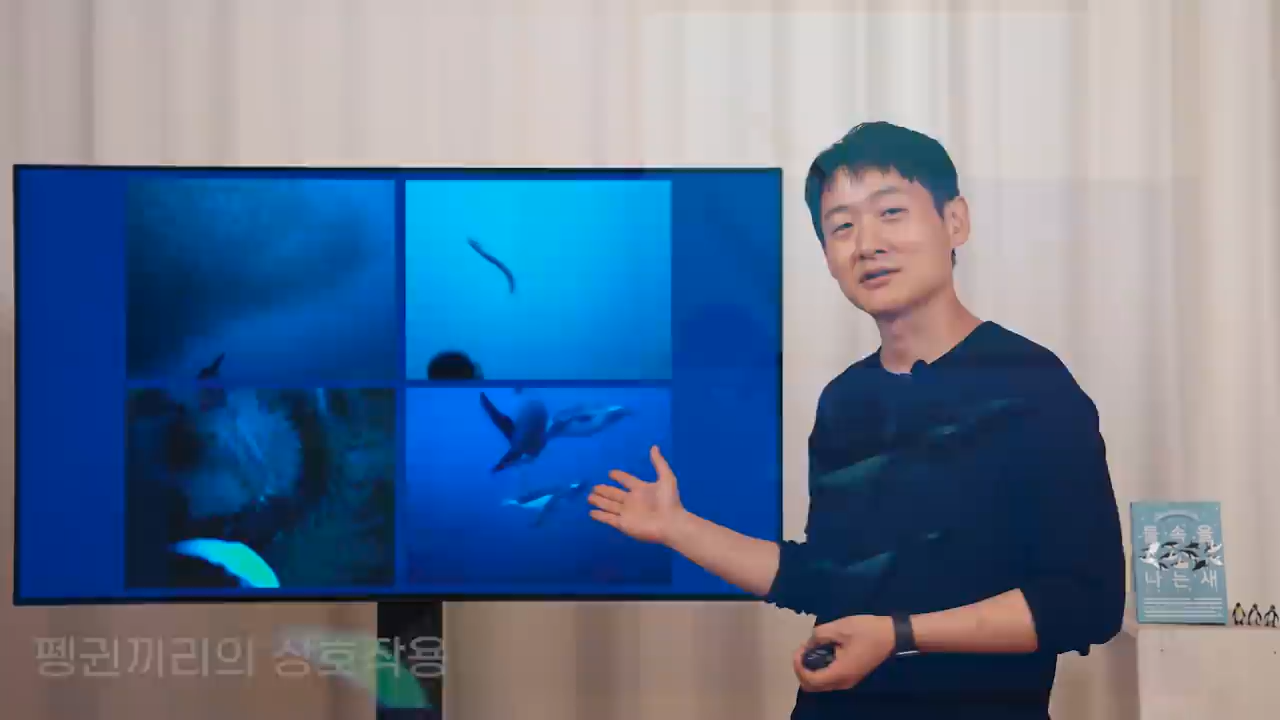 펭귄끼리의 상호작용
물 속 을
나 는 새